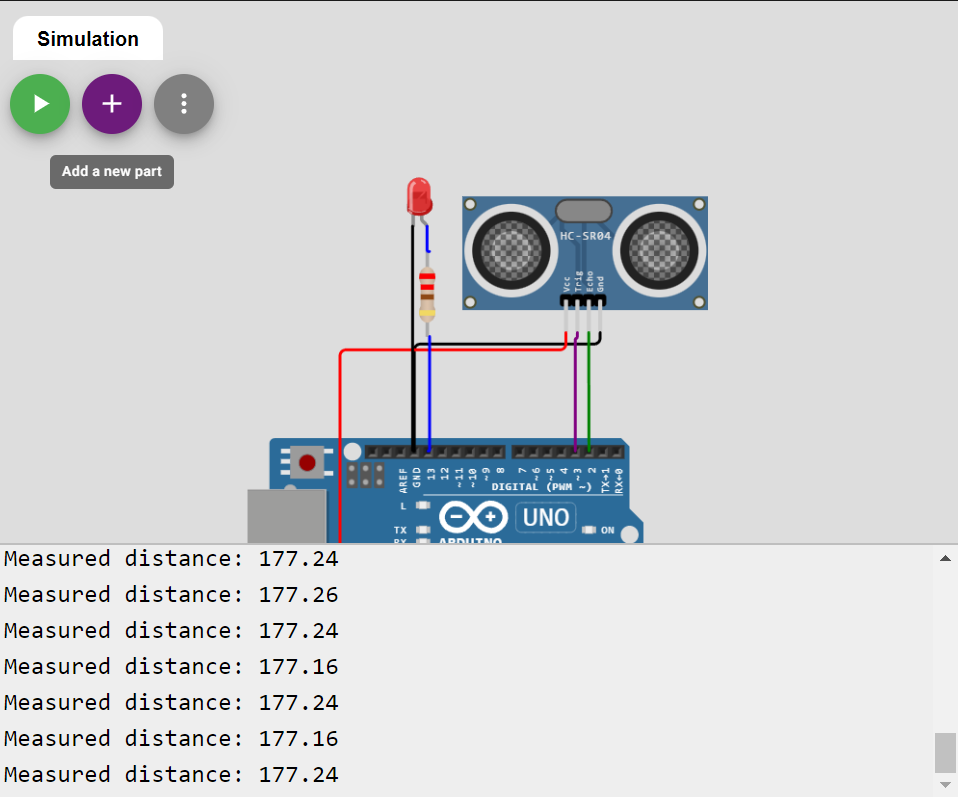 Simulation
Add a new part
HC-SR04
Vcc
Trig
Echo
Gnd
AREF
GND
13
12
~11
~10
~9
8
7
~6
~5
4
~3
2
TX→1
RX←0
DIGITAL (PWM ~)
L
TX
RX
UNO
ON
ARDUINO
Measured distance: 177.24
Measured distance: 177.26
Measured distance: 177.24
Measured distance: 177.16
Measured distance: 177.24
Measured distance: 177.16
Measured distance: 177.24